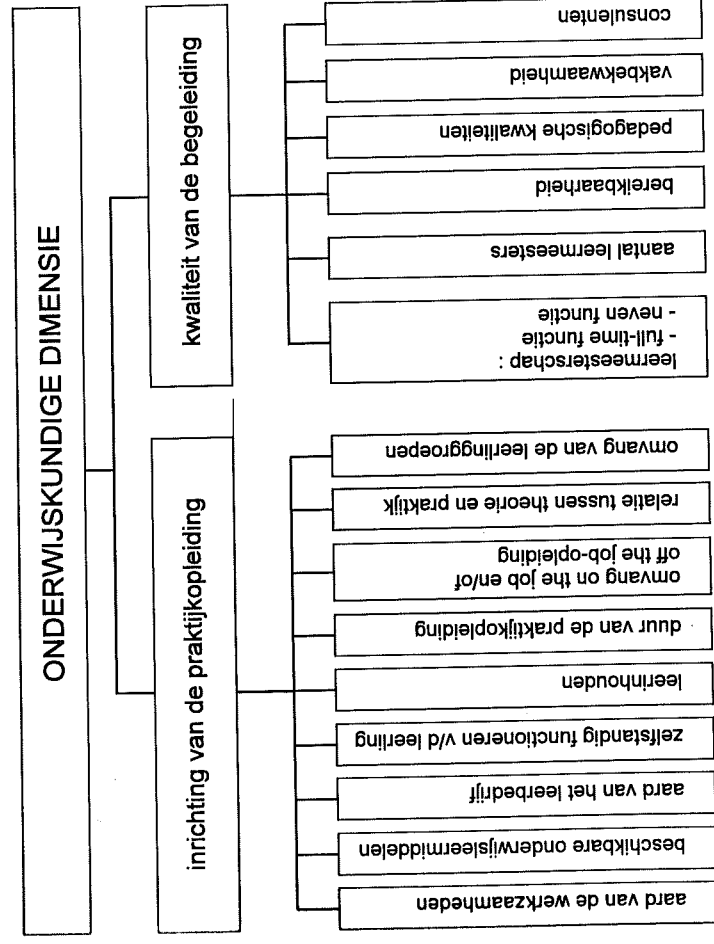 ONDERWIJSKUNDIGE DIMENSIE
inrichting van de praktijkopleiding
kwaliteit van de begeleiding
aard van de werkzaamheden
beschikbare onderwijsleermiddelen
aard van het leerbedrijf
zelfstandig functioneren v/d leerling
leerinhouden
duur van de praktijkopleiding
omvang on the job en/of
off the job-opleiding
relatie tussen theorie en praktijk
omvang van de leerlinggroepen
leermeesterschap :
- full-time functie
- neven functie
aantal leermeesters
bereikbaarheid
pedagogische kwaliteiten
vakbekwaamheid
consulenten